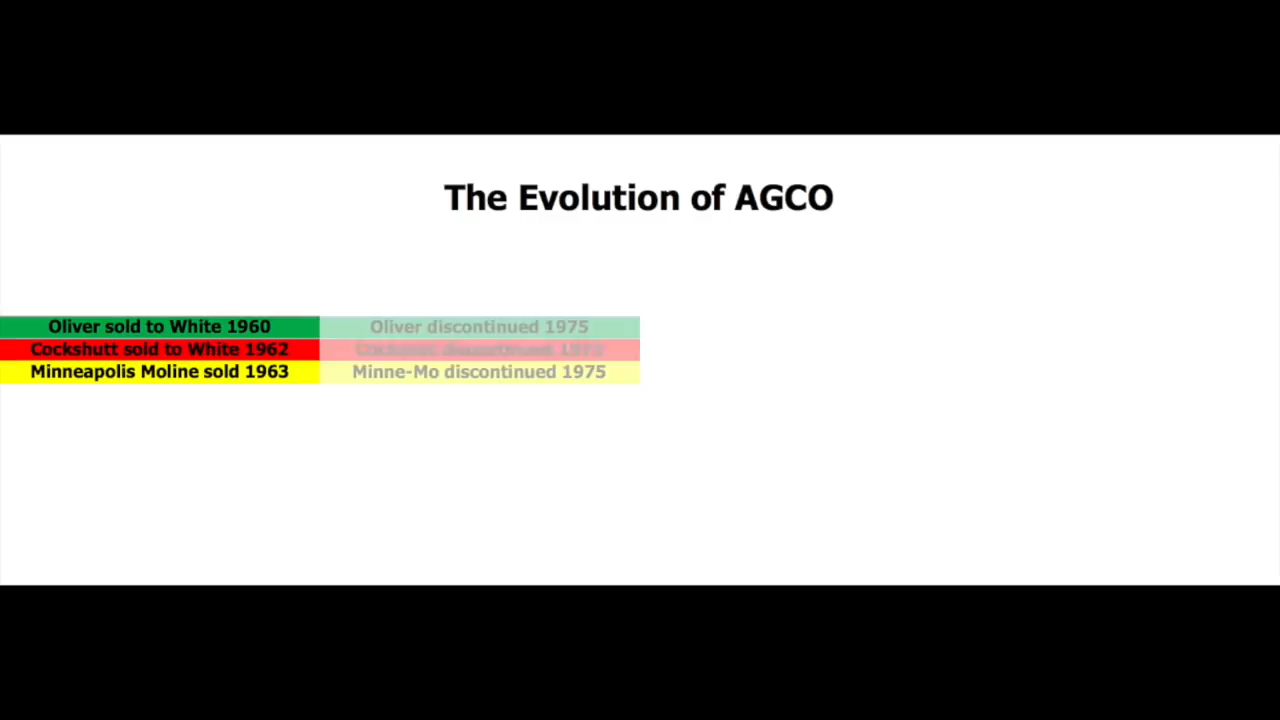 The Evolution of AGCO
Oliver sold to White 1960 Oliver discontinued 1975
Cockshutt sold to White 1962 discontinued
Minneapolis Moline sold 1963 Minne-Mo discontinued 1975